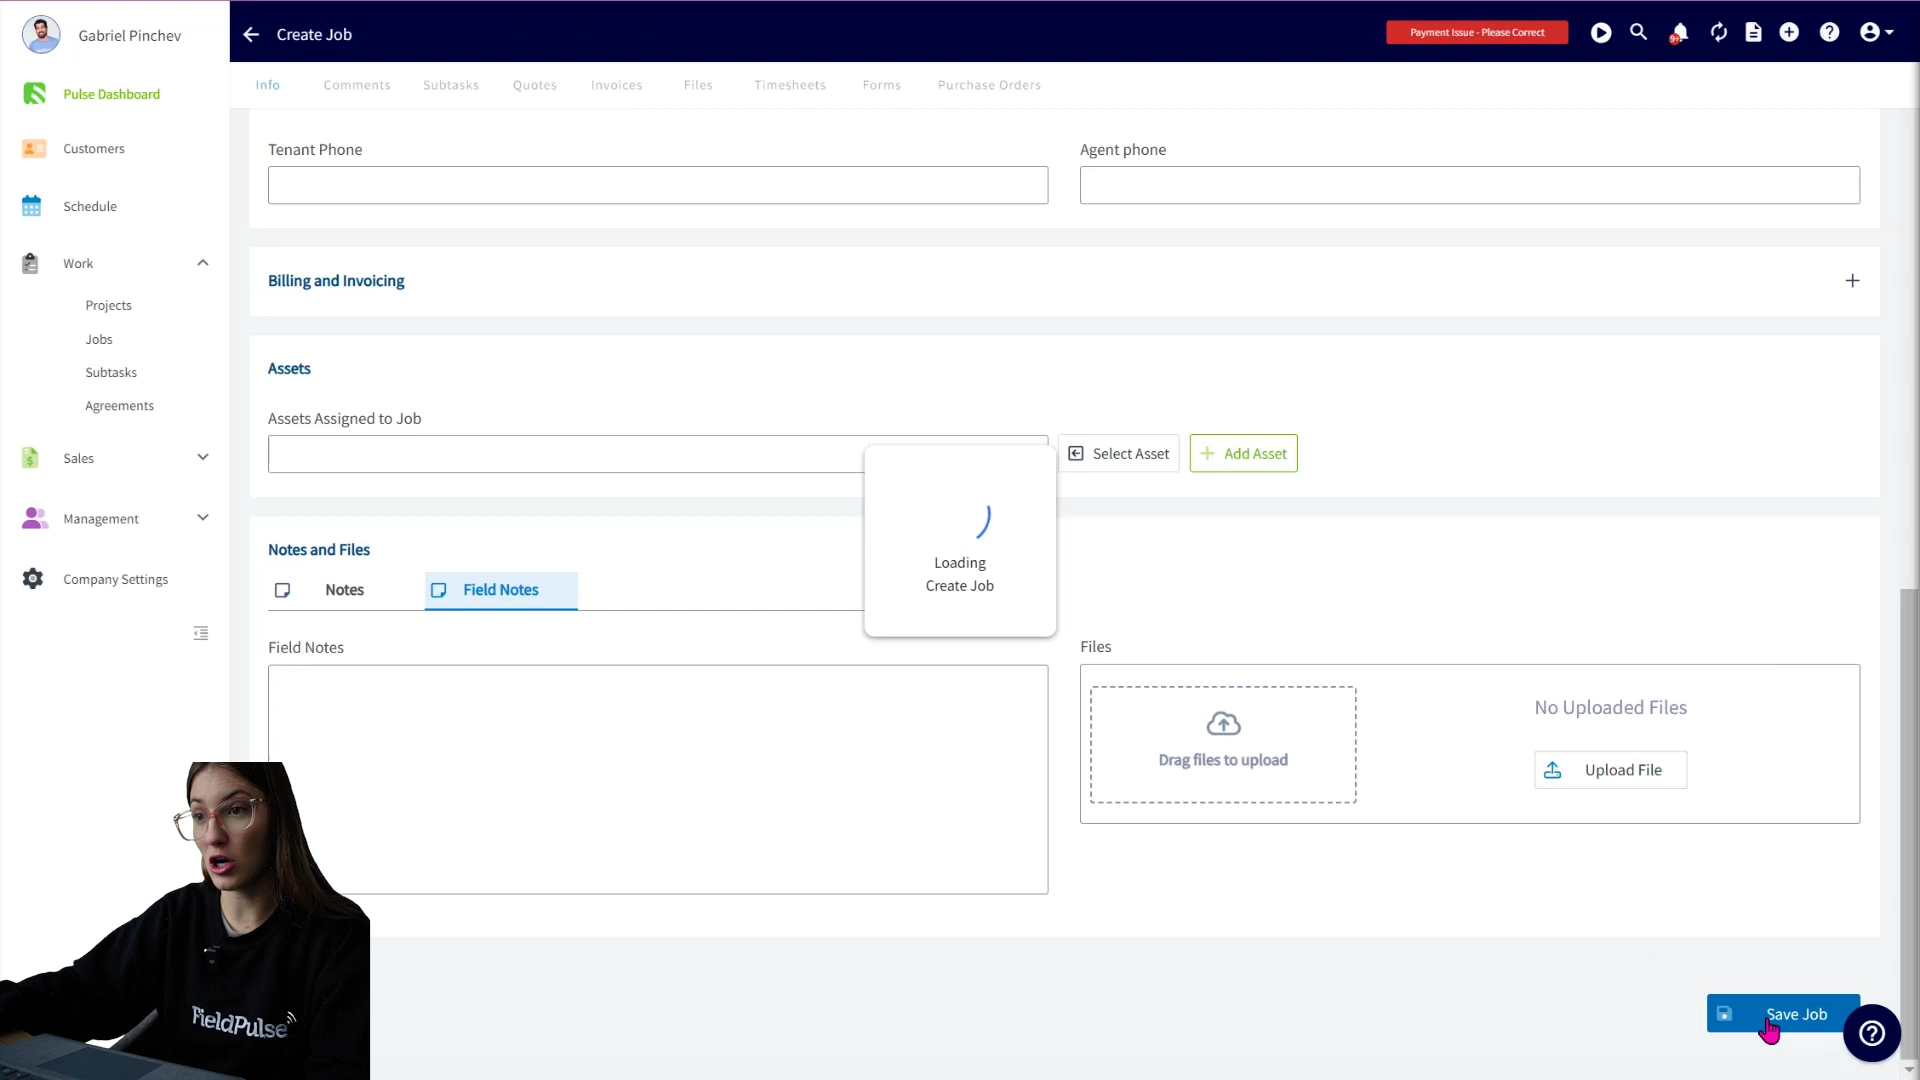 Gabriel Pinchev
Create Job
Payment Issue - Please Correct
9+
Pulse Dashboard
Info
Comments
Subtasks
Quotes
Invoices
Files
Timesheets
Forms
Purchase Orders
Customers
Tenant Phone
Agent phone
Schedule
Work
Billing and Invoicing
Projects
Jobs
Assets
Subtasks
Agreements
Assets Assigned to Job
Select Asset
Add Asset
Sales
Management
Notes and Files
Loading
Create Job
Company Settings
Notes
Field Notes
Field Notes
Files
No Uploaded Files
Drag files to upload
Upload File
Save Job
FieldPulse